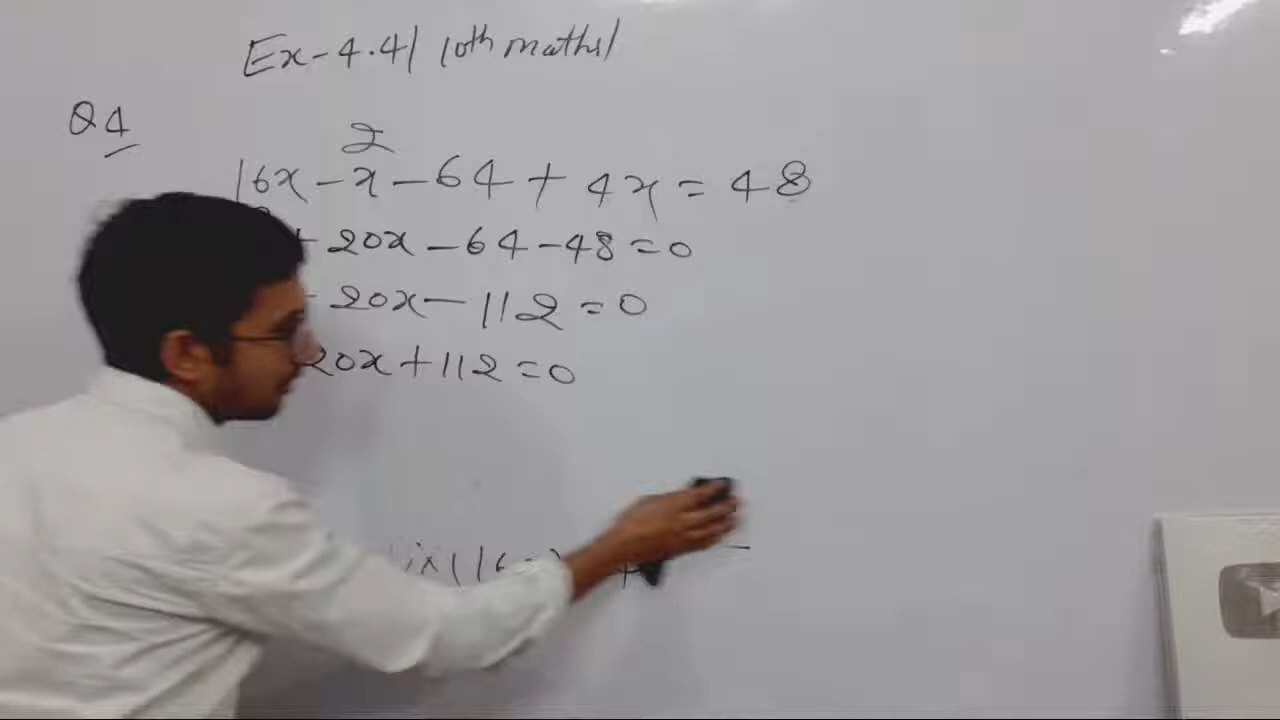 Ex-4.4| 10th maths|
Q4
16x - x² - 64 + 4x = 48
+ 20x - 64 - 48 = 0
20x - 112 = 0
20x + 112 = 0